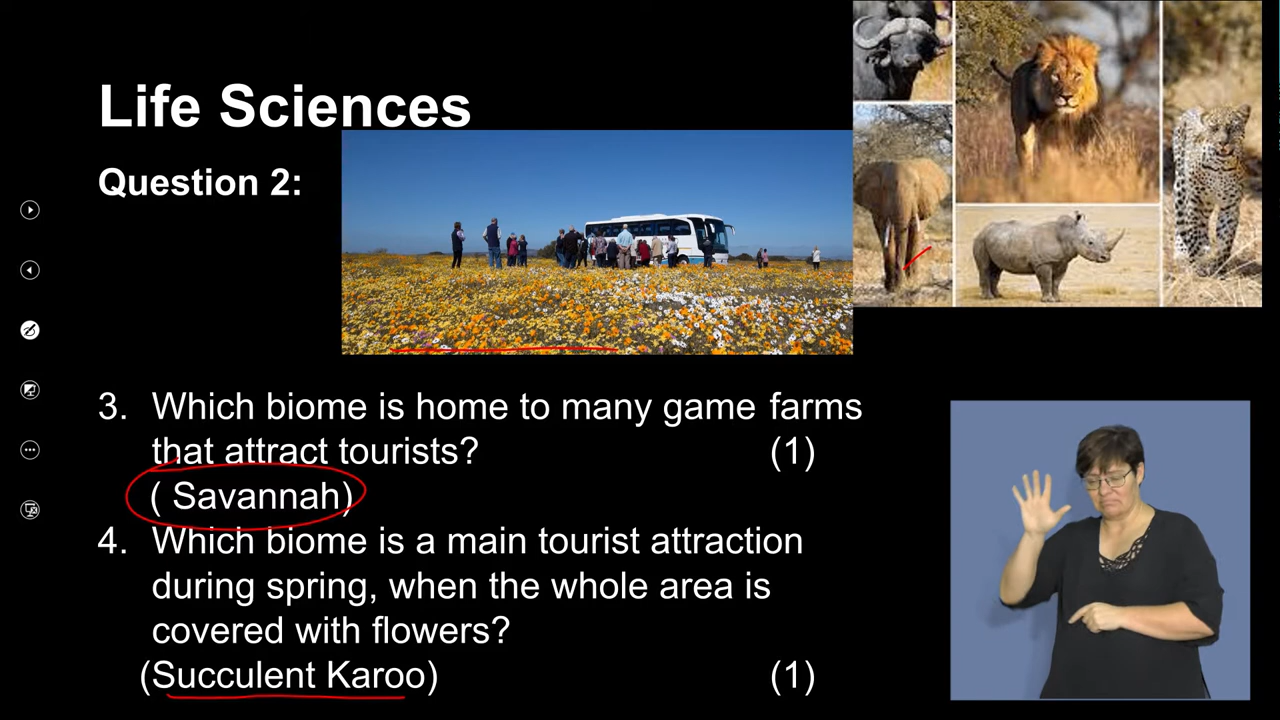 Life Sciences
Question 2:
3. Which biome is home to many game farms
that attract tourists? (1)
( Savannah)
4. Which biome is a main tourist attraction
during spring, when the whole area is
covered with flowers?
(Succulent Karoo) (1)